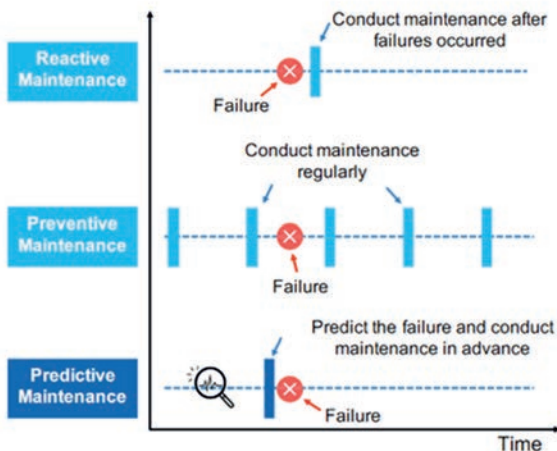 Reactive
Maintenance
Conduct maintenance after
failures occurred
Failure
Preventive
Maintenance
Conduct maintenance
regularly
Failure
Predictive
Maintenance
Predict the failure and conduct
maintenance in advance
Failure
Time